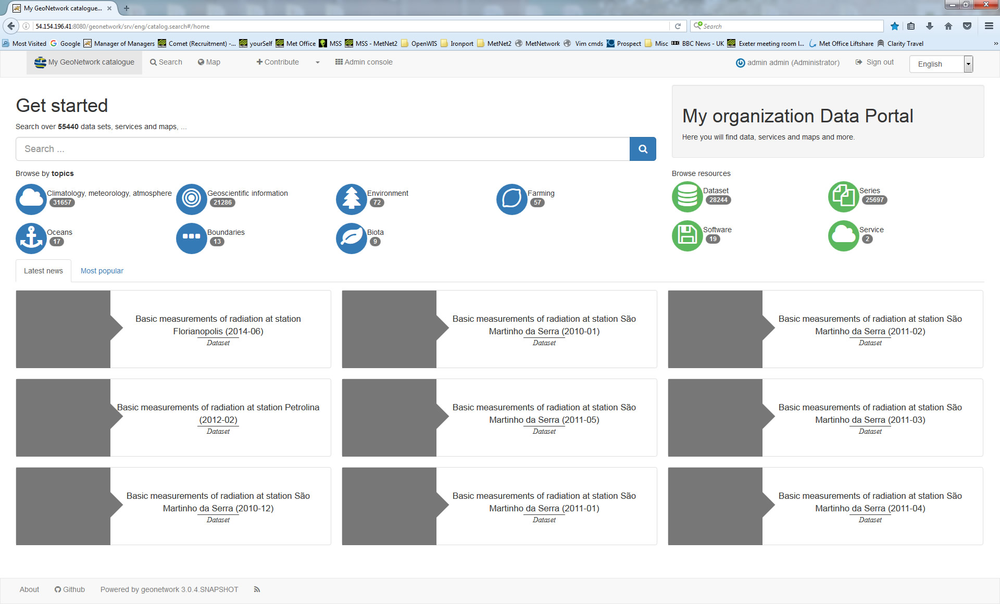 My GeoNetwork catalogue...
54.154.196.41:8080/geonetwork/srv/eng/catalog.search#/home
Search
Most Visited Google Manager of Managers Comet (Recruitment) -... yourSelf Met Office MSS MSS - MetNet2 OpenWIS Ironport MetNet2 MetNetwork Vim cmds Prospect Misc BBC News - UK Exeter meeting room l... Met Office Liftshare Clarity Travel
My GeoNetwork catalogue Search Map Contribute Admin console admin admin (Administrator) Sign out English
Get started
Search over 55440 data sets, services and maps, ...
Search ...
My organization Data Portal
Here you will find data, services and maps and more.
Browse by topics
Climatology, meteorology, atmosphere
31657
Geoscientific information
21286
Environment
72
Farming
57
Oceans
17
Boundaries
13
Biota
9
Browse resources
Dataset
28244
Series
25697
Software
19
Service
2
Latest news Most popular
Basic measurements of radiation at station
Florianopolis (2014-06)
Dataset
Basic measurements of radiation at station São
Martinho da Serra (2010-01)
Dataset
Basic measurements of radiation at station São
Martinho da Serra (2011-02)
Dataset
Basic measurements of radiation at station Petrolina
(2012-02)
Dataset
Basic measurements of radiation at station São
Martinho da Serra (2011-05)
Dataset
Basic measurements of radiation at station São
Martinho da Serra (2011-03)
Dataset
Basic measurements of radiation at station São
Martinho da Serra (2010-12)
Dataset
Basic measurements of radiation at station São
Martinho da Serra (2011-01)
Dataset
Basic measurements of radiation at station São
Martinho da Serra (2011-04)
Dataset
About Github Powered by geonetwork 3.0.4.SNAPSHOT